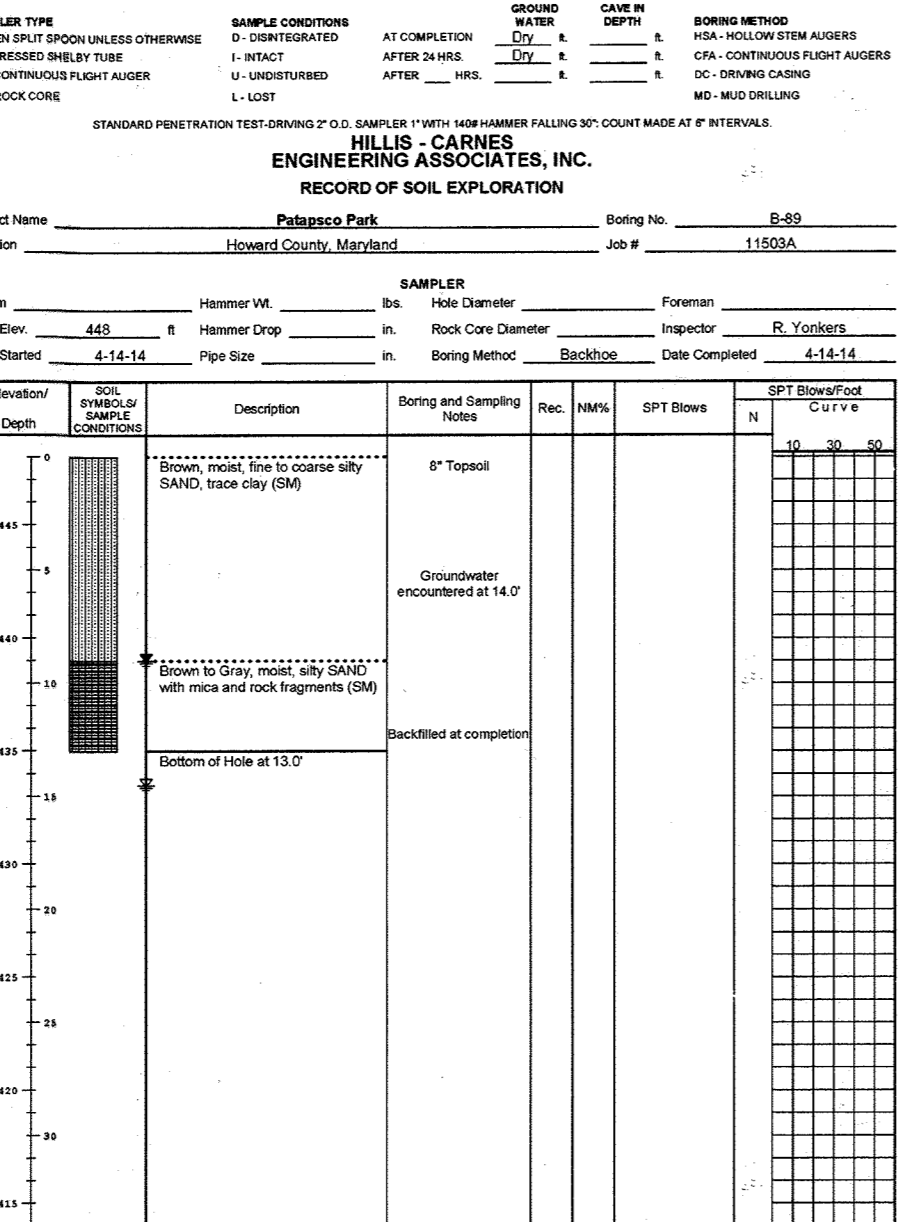 LER TYPE SAMPLE CONDITIONS GROUND WATER CAVE IN DEPTH BORING METHOD
EN SPLIT SPOON UNLESS OTHERWISE D - DISINTEGRATED AT COMPLETION Dry ft. ft. HSA - HOLLOW STEM AUGERS
RESSED SHELBY TUBE I - INTACT AFTER 24 HRS. Dry ft. ft. CFA - CONTINUOUS FLIGHT AUGERS
ONTINUOUS FLIGHT AUGER U - UNDISTURBED AFTER ____ HRS. ft. ft. DC - DRIVING CASING
OCK CORE L - LOST MD - MUD DRILLING
STANDARD PENETRATION TEST-DRIVING 2" O.D. SAMPLER 1" WITH 140# HAMMER FALLING 30": COUNT MADE AT 6" INTERVALS.
HILLIS - CARNES
ENGINEERING ASSOCIATES, INC.
RECORD OF SOIL EXPLORATION
ct Name Patapsco Park Boring No. B-89
ion Howard County, Maryland Job # 11503A
SAMPLER
Hammer Wt. lbs. Hole Diameter Foreman
Elev. 448 ft Hammer Drop in. Rock Core Diameter Inspector R. Yonkers
Started 4-14-14 Pipe Size in. Boring Method Backhoe Date Completed 4-14-14
levation/ Depth SOIL SYMBOLS/ SAMPLE CONDITIONS Description Boring and Sampling Notes Rec. NM% SPT Blows SPT Blows/Foot N Curve
10 30 50
0 Brown, moist, fine to coarse silty 8" Topsoil
SAND, trace clay (SM)
445
5 Groundwater
encountered at 14.0'
440
Brown to Gray, moist, silty SAND
10 with mica and rock fragments (SM)
Backfilled at completion
435
Bottom of Hole at 13.0'
15
430
20
425
25
420
30
415